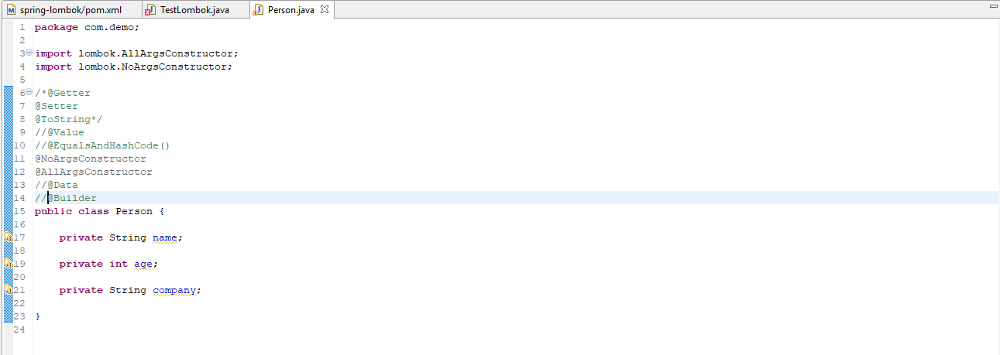 spring-lombok/pom.xml TestLombok.java Person.java
1 package com.demo;
2
3 import lombok.AllArgsConstructor;
4 import lombok.NoArgsConstructor;
5
6 /*@Getter
7 @Setter
8 @ToString*/
9 //@Value
10 //@EqualsAndHashCode()
11 @NoArgsConstructor
12 @AllArgsConstructor
13 //@Data
14 //@Builder
15 public class Person {
16
17 private String name;
18
19 private int age;
20
21 private String company;
22
23 }
24